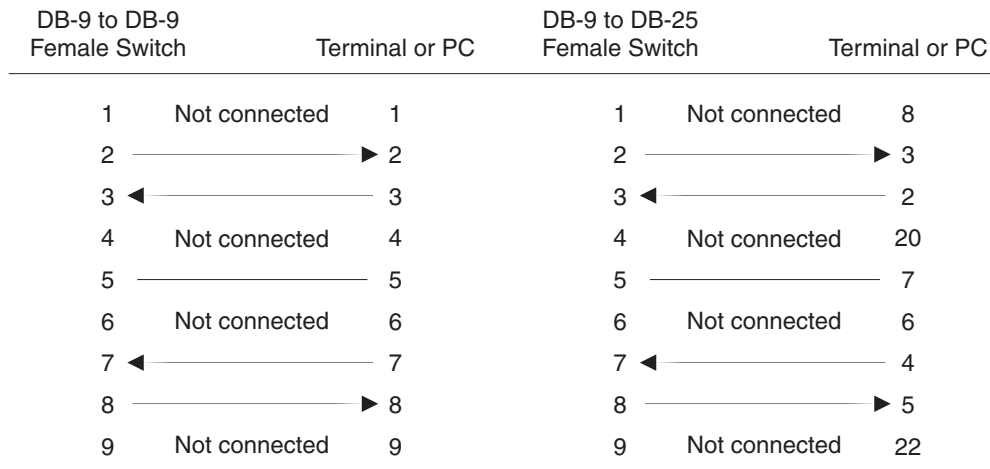 DB-9 to DB-9 DB-9 to DB-25
Female Switch Terminal or PC Female Switch Terminal or PC
1 Not connected 1 1 Not connected 8
2 2 2 3
3 3 3 2
4 Not connected 4 4 Not connected 20
5 5 5 7
6 Not connected 6 6 Not connected 6
7 7 7 4
8 8 8 5
9 Not connected 9 9 Not connected 22